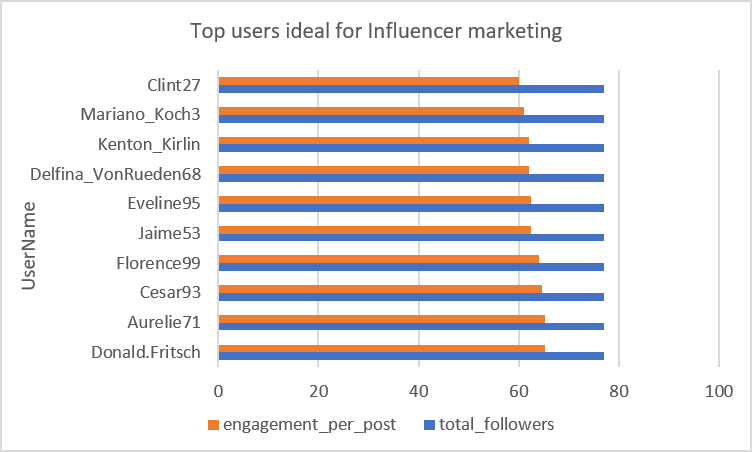 Top users ideal for Influencer marketing
UserName
Clint27
Mariano_Koch3
Kenton_Kirlin
Delfina_VonRueden68
Eveline95
Jaime53
Florence99
Cesar93
Aurelie71
Donald.Fritsch
0 20 40 60 80 100
engagement_per_post total_followers